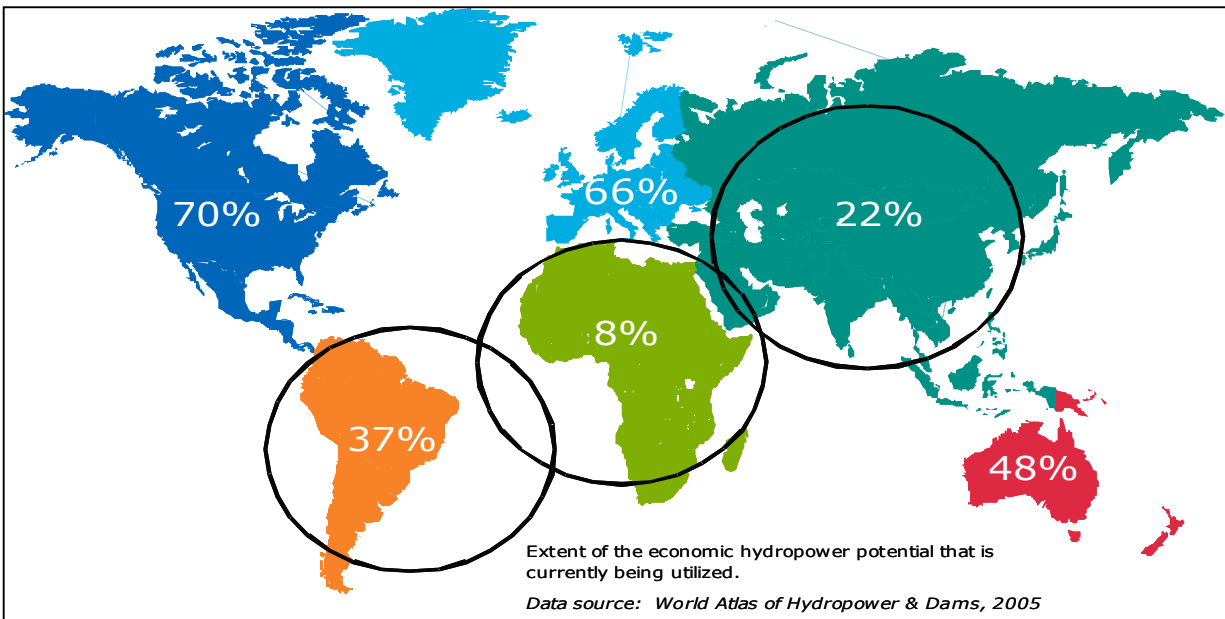 70%
66%
22%
8%
37%
48%
Extent of the economic hydropower potential that is
currently being utilized.
Data source: World Atlas of Hydropower & Dams, 2005